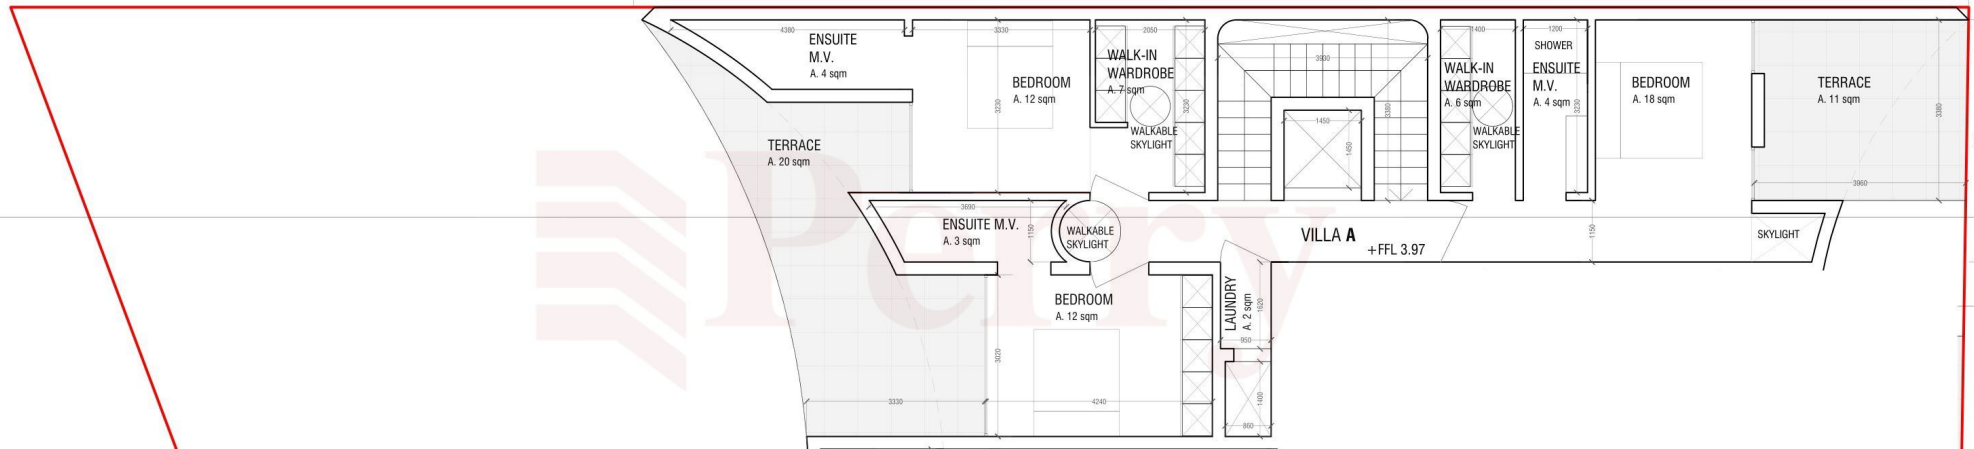 4380
3330
2050
3930
1400
1200
ENSUITE
M.V.
A. 4 sqm
BEDROOM
A. 12 sqm
3230
WALK-IN
WARDROBE
A. 7 sqm
3230
WALKABLE
SKYLIGHT
1450
1450
3380
WALK-IN
WARDROBE
A. 6 sqm
WALKABLE
SKYLIGHT
SHOWER
ENSUITE
M.V.
A. 4 sqm
3230
BEDROOM
A. 18 sqm
TERRACE
A. 11 sqm
3380
3960
TERRACE
A. 20 sqm
3690
ENSUITE M.V.
A. 3 sqm
1150
WALKABLE
SKYLIGHT
VILLA A
+FFL 3.97
1150
SKYLIGHT
BEDROOM
A. 12 sqm
3020
3330
4240
LAUNDRY
A. 2 sqm
1620
950
1400
860
Perry